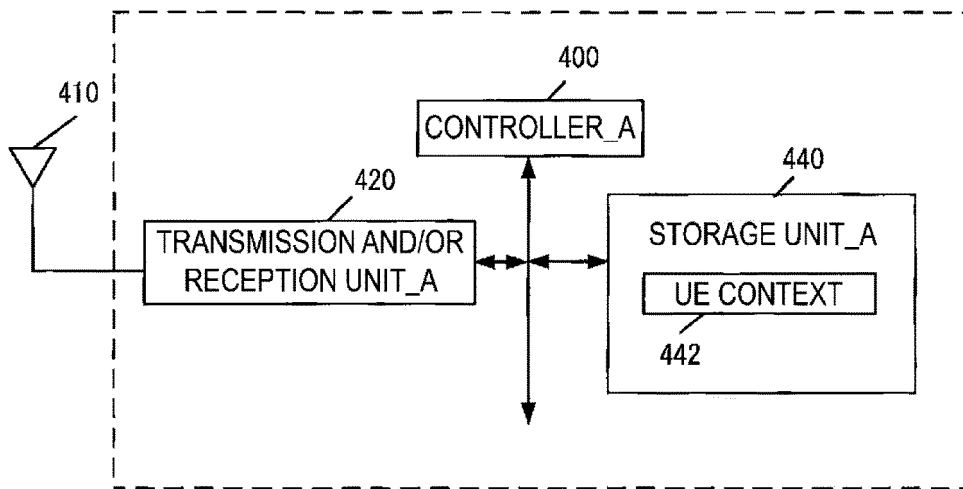 400
410
CONTROLLER_A
420
440
TRANSMISSION AND/OR
RECEPTION UNIT_A
STORAGE UNIT_A
UE CONTEXT
442